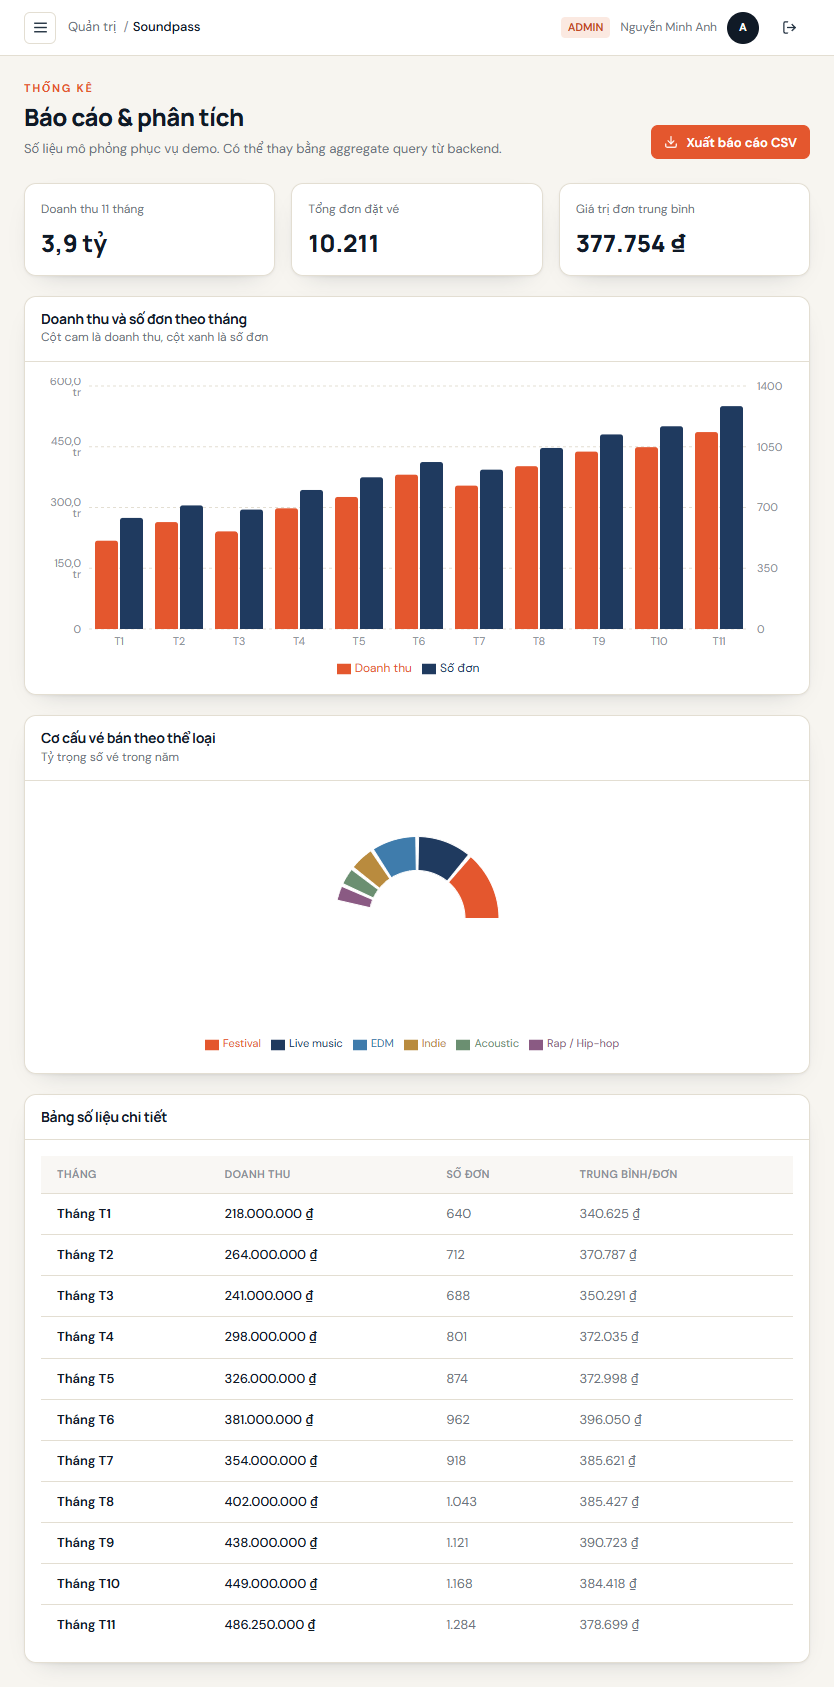 Quản trị / Soundpass
ADMIN Nguyễn Minh Anh A
THỐNG KÊ
Báo cáo & phân tích
Số liệu mô phỏng phục vụ demo. Có thể thay bằng aggregate query từ backend.
Xuất báo cáo CSV
Doanh thu 11 tháng
3,9 tỷ
Tổng đơn đặt vé
10.211
Giá trị đơn trung bình
377.754 ₫
Doanh thu và số đơn theo tháng
Cột cam là doanh thu, cột xanh là số đơn
600,0 tr
450,0 tr
300,0 tr
150,0 tr
0
1400
1050
700
350
0
T1 T2 T3 T4 T5 T6 T7 T8 T9 T10 T11
Doanh thu Số đơn
Cơ cấu vé bán theo thể loại
Tỷ trọng số vé trong năm
Festival Live music EDM Indie Acoustic Rap / Hip-hop
Bảng số liệu chi tiết
THÁNG DOANH THU SỐ ĐƠN TRUNG BÌNH/ĐƠN
Tháng T1 218.000.000 ₫ 640 340.625 ₫
Tháng T2 264.000.000 ₫ 712 370.787 ₫
Tháng T3 241.000.000 ₫ 688 350.291 ₫
Tháng T4 298.000.000 ₫ 801 372.035 ₫
Tháng T5 326.000.000 ₫ 874 372.998 ₫
Tháng T6 381.000.000 ₫ 962 396.050 ₫
Tháng T7 354.000.000 ₫ 918 385.621 ₫
Tháng T8 402.000.000 ₫ 1.043 385.427 ₫
Tháng T9 438.000.000 ₫ 1.121 390.723 ₫
Tháng T10 449.000.000 ₫ 1.168 384.418 ₫
Tháng T11 486.250.000 ₫ 1.284 378.699 ₫